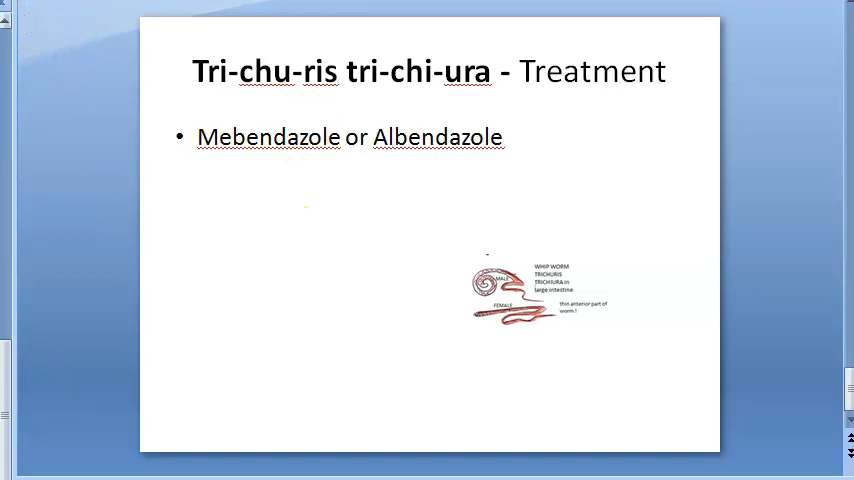 Tri-chu-ris tri-chi-ura - Treatment
• Mebendazole or Albendazole
MALE
WHIP WORM
TRICHURIS
TRICHIURA in
large intestine
FEMALE
thin anterior part of
worm !